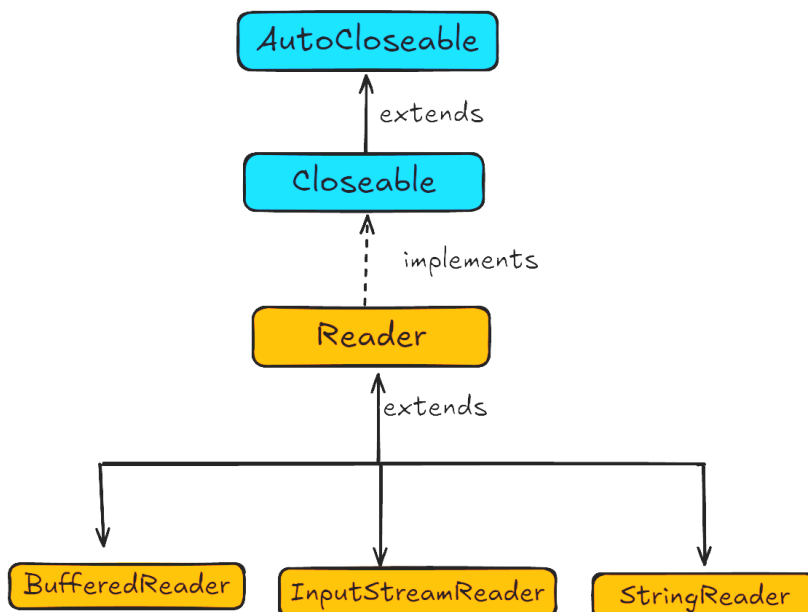 AutoCloseable
extends
Closeable
implements
Reader
extends
BufferedReader
InputStreamReader
StringReader